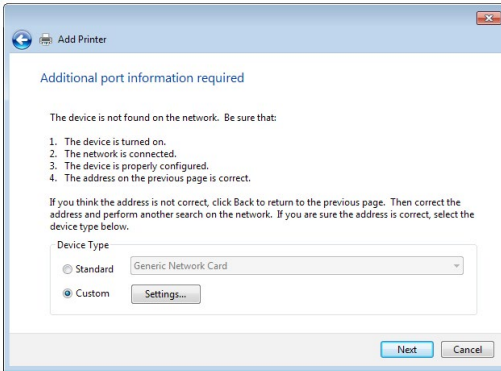 Add Printer
Additional port information required
The device is not found on the network. Be sure that:
1. The device is turned on.
2. The network is connected.
3. The device is properly configured.
4. The address on the previous page is correct.
If you think the address is not correct, click Back to return to the previous page. Then correct the
address and perform another search on the network. If you are sure the address is correct, select the
device type below.
Device Type
Standard
Generic Network Card
Custom
Settings...
Next
Cancel